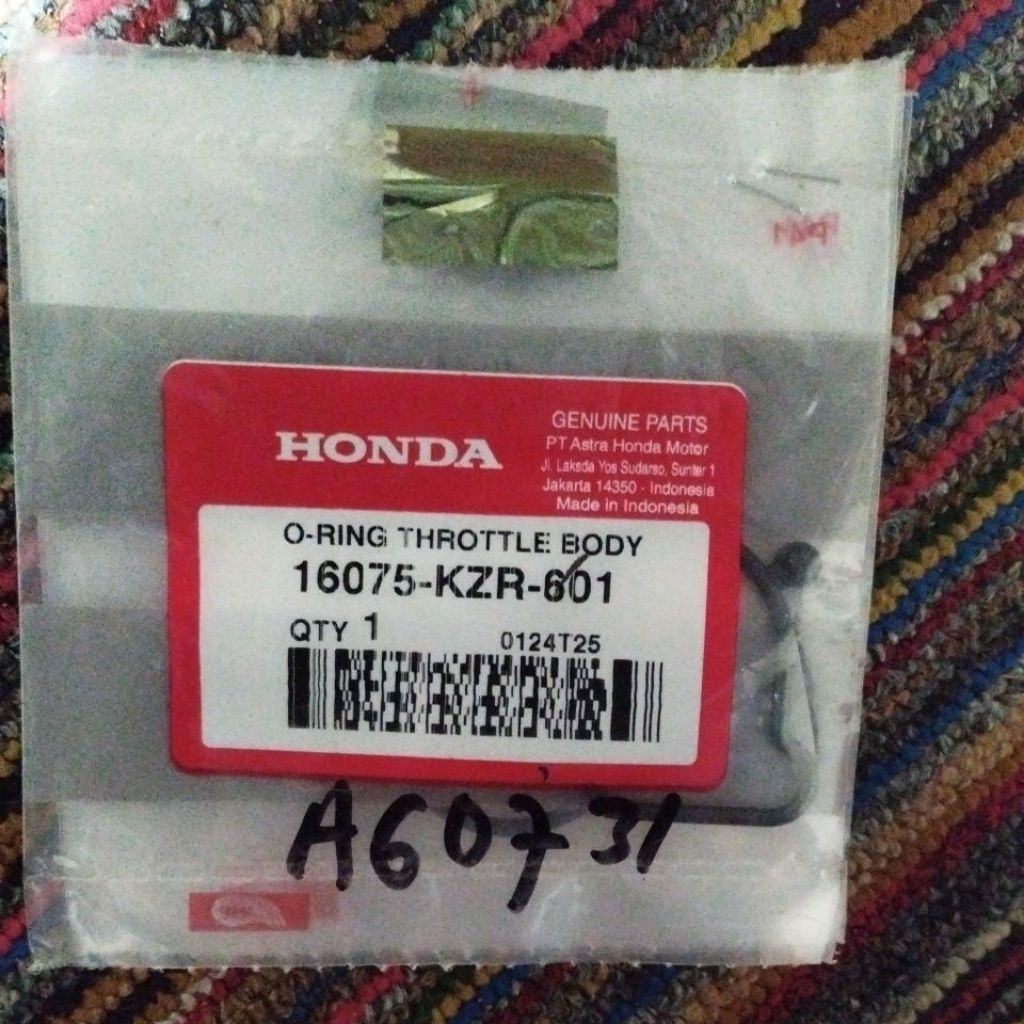 HONDA
GENUINE PARTS
PT Astra Honda Motor
Jl. Laksda Yos Sudarso, Sunter 1
Jakarta 14350 - Indonesia
Made in Indonesia
O-RING THROTTLE BODY
16075-KZR-601
QTY 1
0124T25
A60731